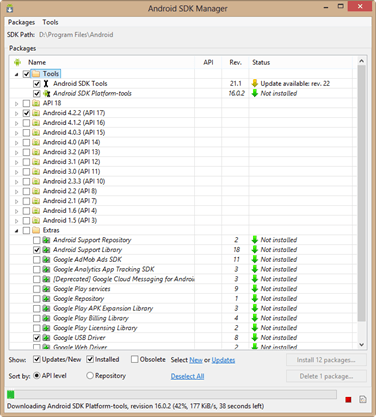 Android SDK Manager
Packages Tools
SDK Path: D:\Program Files\Android
Packages
Name API Rev. Status
Tools
Android SDK Tools 21.1 Update available: rev. 22
Android SDK Platform-tools 16.0.2 Not installed
API 18
Android 4.2.2 (API 17)
Android 4.1.2 (API 16)
Android 4.0.3 (API 15)
Android 4.0 (API 14)
Android 3.2 (API 13)
Android 3.1 (API 12)
Android 3.0 (API 11)
Android 2.3.3 (API 10)
Android 2.2 (API 8)
Android 2.1 (API 7)
Android 1.6 (API 4)
Android 1.5 (API 3)
Extras
Android Support Repository 2 Not installed
Android Support Library 18 Not installed
Google AdMob Ads SDK 11 Not installed
Google Analytics App Tracking SDK 3 Not installed
[Deprecated] Google Cloud Messaging for Android 3 Not installed
Google Play services 9 Not installed
Google Repository 1 Not installed
Google Play APK Expansion Library 3 Not installed
Google Play Billing Library 4 Not installed
Google Play Licensing Library 2 Not installed
Google USB Driver 8 Not installed
Google Web Driver 2 Not installed
Show: Updates/New Installed Obsolete Select New or Updates Install 12 packages...
Sort by: API level Repository Deselect All Delete 1 package...
Downloading Android SDK Platform-tools, revision 16.0.2 (42%, 177 KiB/s, 38 seconds left)